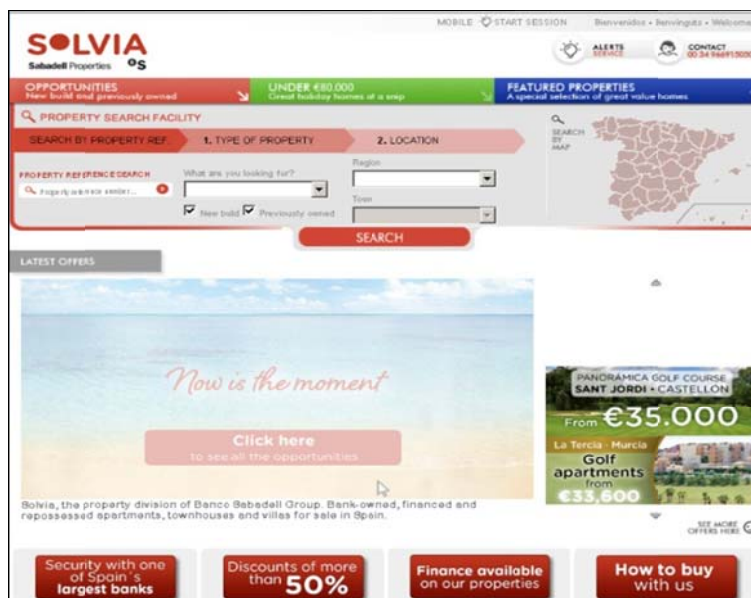 MOBILE START SESSION Bienvenidos • Benvinguts • Welcome
SOLVIA
Sabadell Properties
ALERTS
SERVICE
CONTACT
OPPORTUNITIES
New build and previously owned
UNDER €80,000
Great holiday homes at a snip
FEATURED PROPERTIES
A special selection of great value homes
PROPERTY SEARCH FACILITY
SEARCH BY PROPERTY REF.
1. TYPE OF PROPERTY
2. LOCATION
SEARCH
BY
MAP
PROPERTY REFERENCE SEARCH
What are you looking for?
Region
Town
New build
Previously owned
SEARCH
LATEST OFFERS
Now is the moment
Click here
to see all the opportunities
PANORÁMICA GOLF COURSE
SANT JORDI - CASTELLON
From €35.000
La Tercia - Murcia
Golf
apartments
from
€33,600
Solvia, the property division of Banco Sabadell Group. Bank-owned, financed and
repossessed apartments, townhouses and villas for sale in Spain.
SEE MORE
OFFERS HERE
Security with one
of Spain's
largest banks
Discounts of more
than 50%
Finance available
on our properties
How to buy
with us